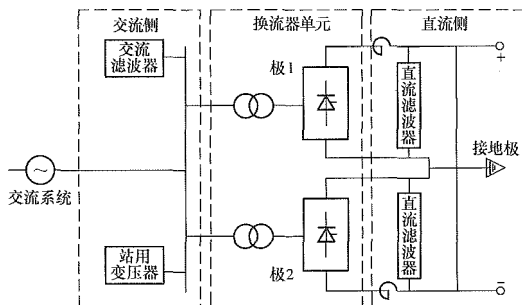 交流侧
换流器单元
直流侧
交流
滤波器
极1
直流滤波器
+
接地极
~
交流系统
站用
变压器
极2
直流滤波器
−